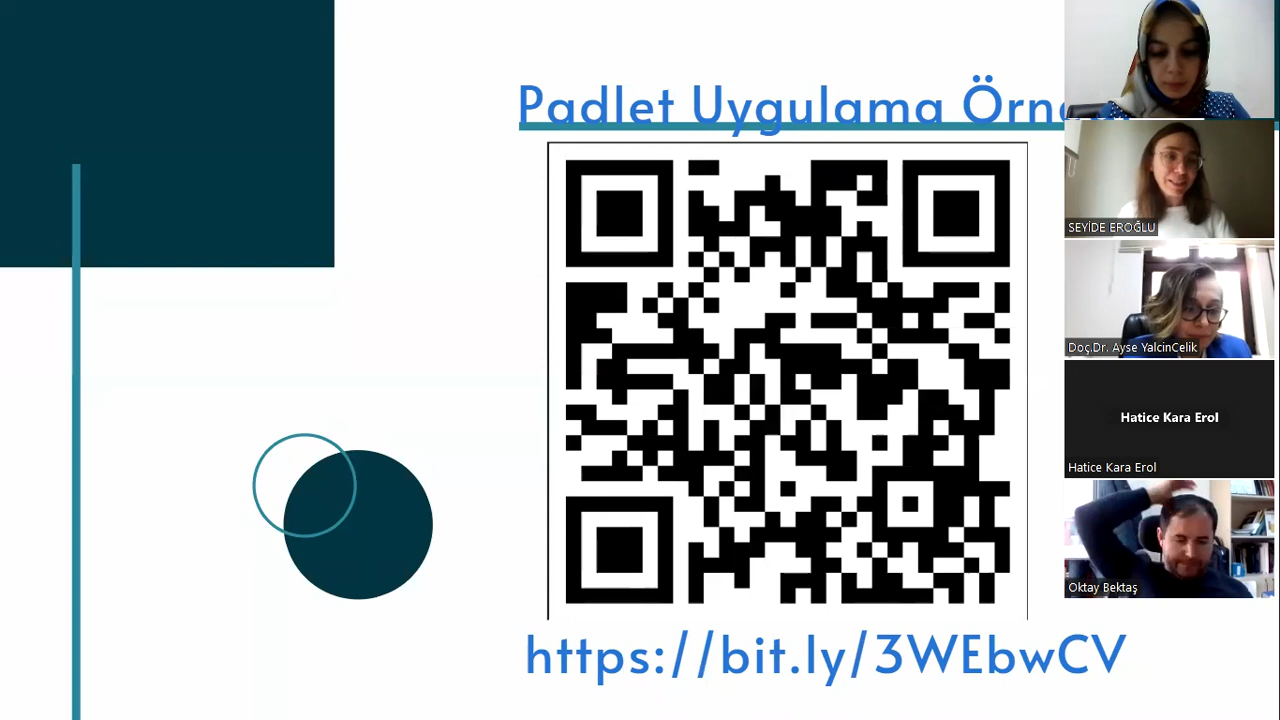 Padlet Uygulama
SEYİDE EROĞLU
Doç.Dr. Ayse YalcinCelik
Hatice Kara Erol
Hatice Kara Erol
Oktay Bektaş
https://bit.ly/3WEbwCV